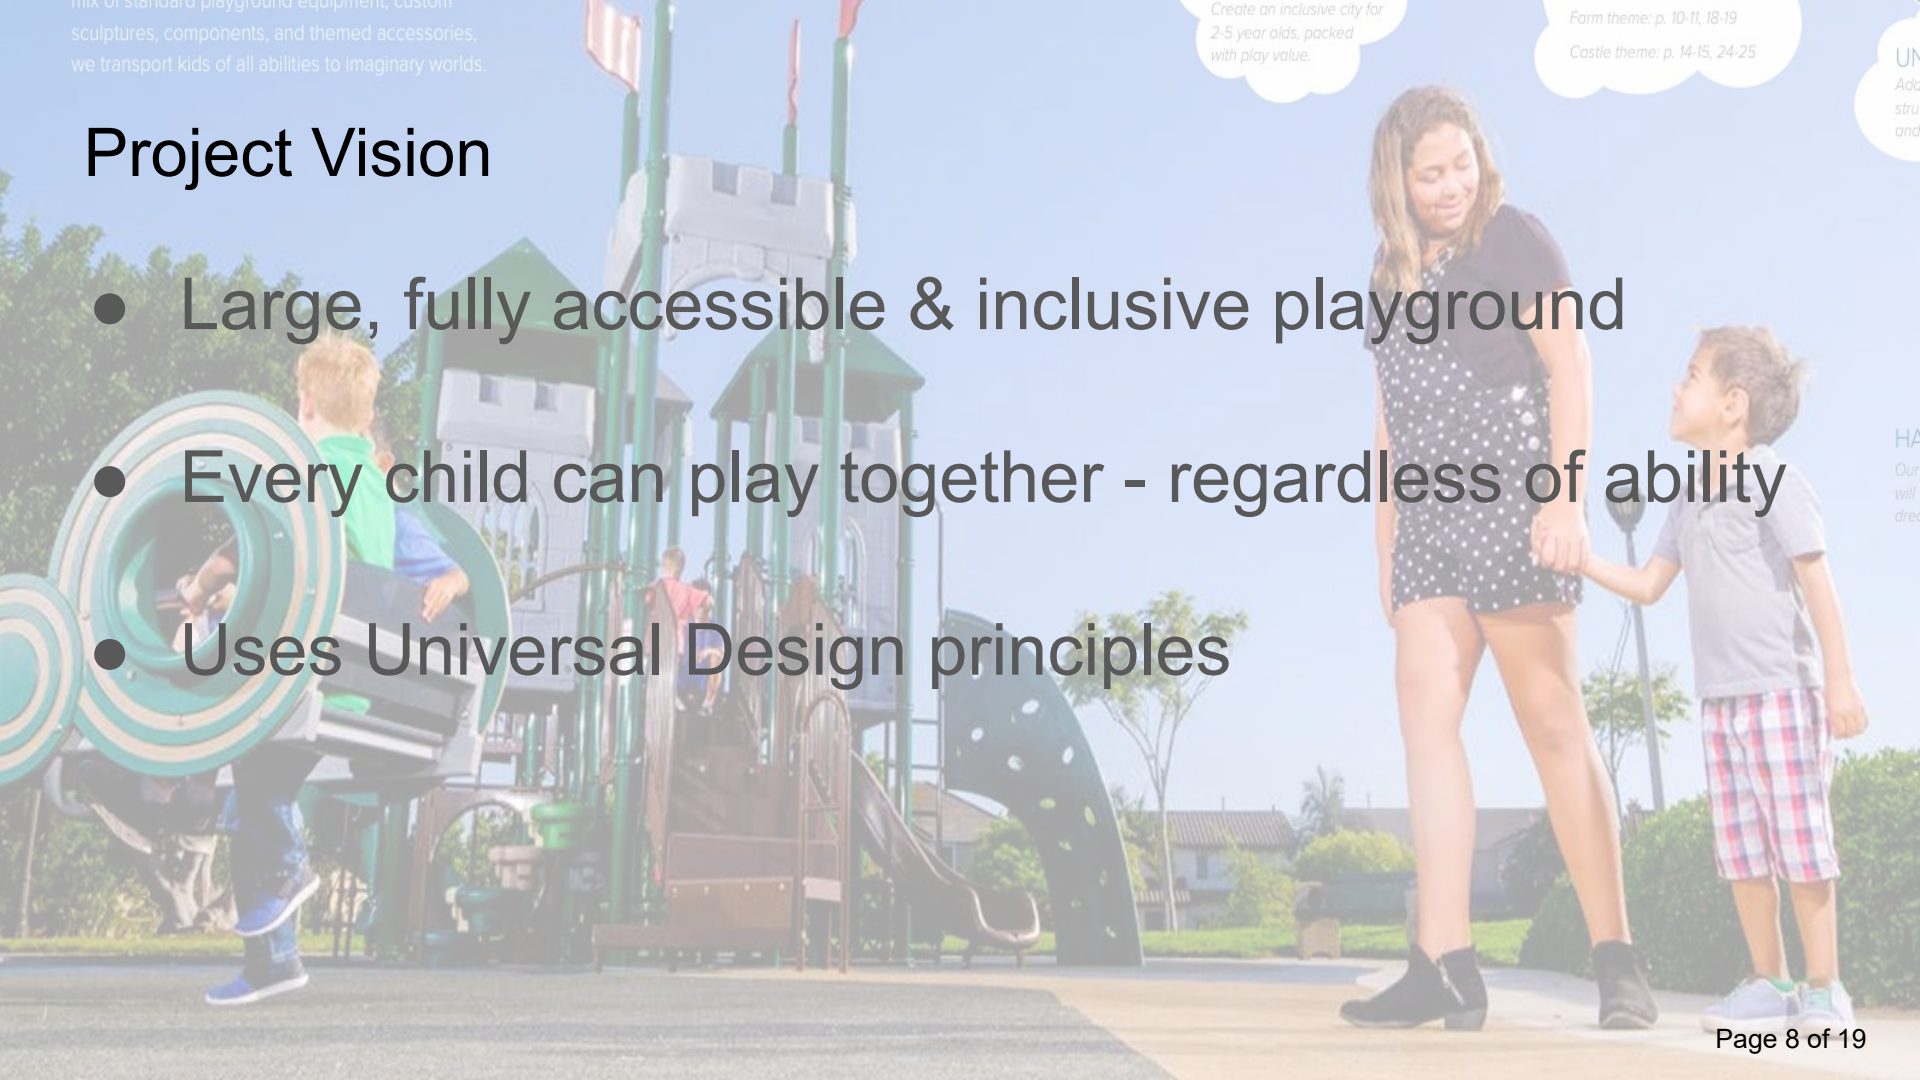 mix of standard playground equipment, custom
sculptures, components, and themed accessories,
we transport kids of all abilities to imaginary worlds.
Create an inclusive city for
2-5 year olds, packed
with play value.
Farm theme: p. 10-11, 18-19
Castle theme: p. 14-15, 24-25
Project Vision
● Large, fully accessible & inclusive playground
● Every child can play together - regardless of ability
● Uses Universal Design principles
Our
will
Page 8 of 19